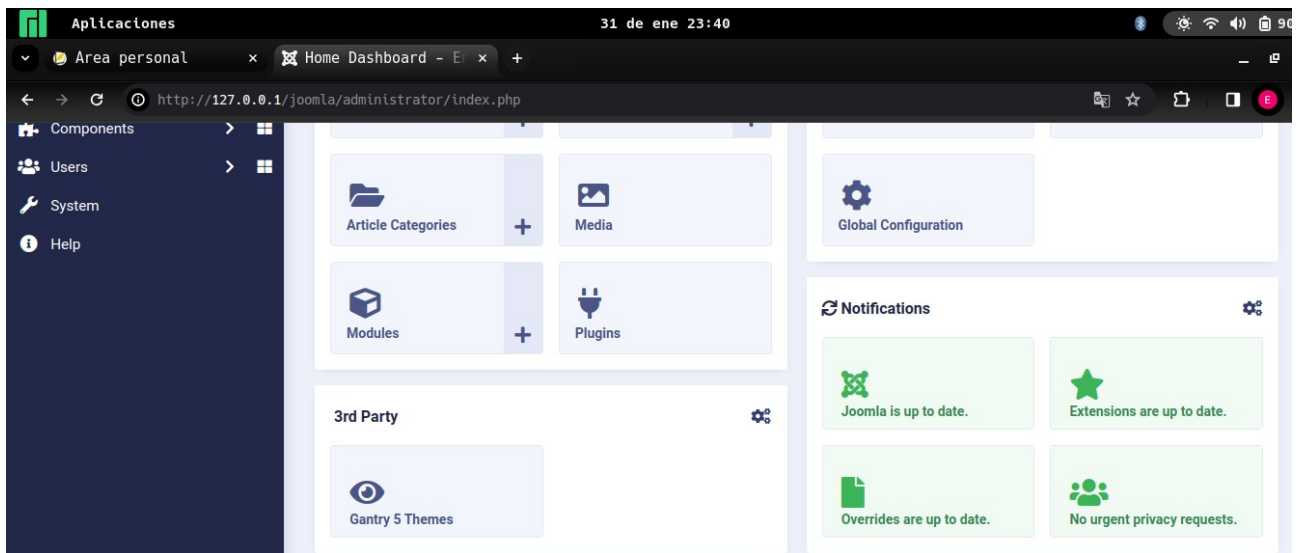 Aplicaciones
31 de ene 23:40
90
Area personal
Home Dashboard - En
http://127.0.0.1/joomla/administrator/index.php
E
Components
Users
System
Help
Article Categories
Media
Modules
Plugins
3rd Party
Gantry 5 Themes
Global Configuration
Notifications
Joomla is up to date.
Extensions are up to date.
Overrides are up to date.
No urgent privacy requests.